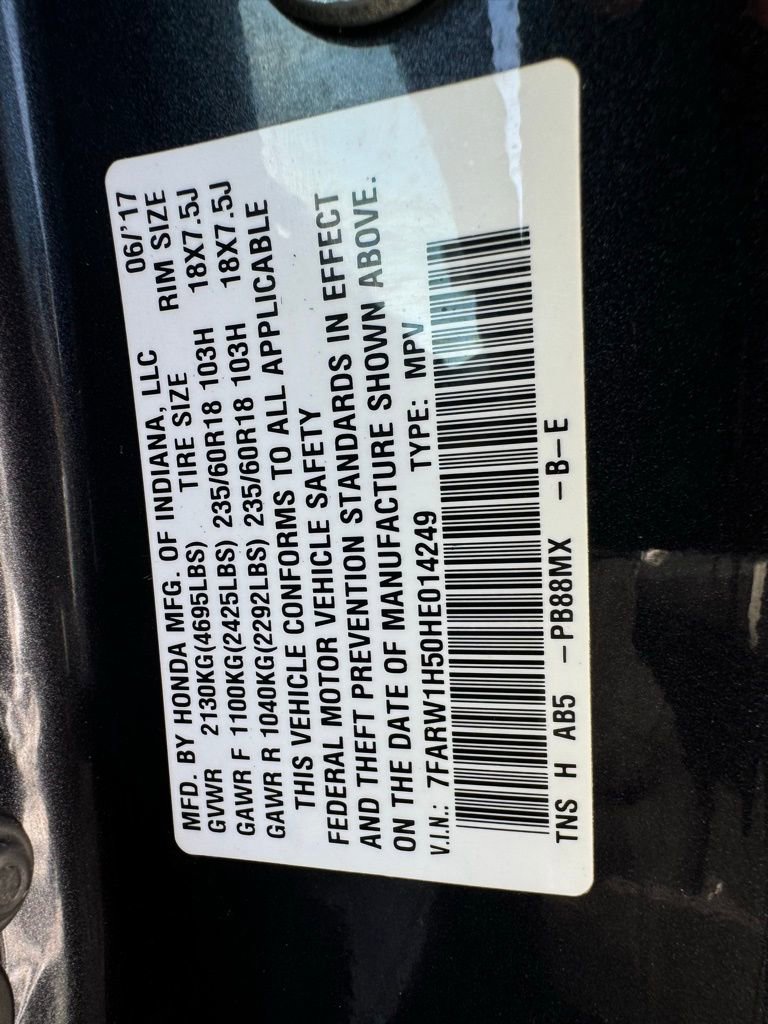 MFD. BY HONDA MFG. OF INDIANA, LLC 06/'17
GVWR 2130KG(4695LBS) TIRE SIZE RIM SIZE
GAWR F 1100KG(2425LBS) 235/60R18 103H 18X7.5J
GAWR R 1040KG(2292LBS) 235/60R18 103H 18X7.5J
THIS VEHICLE CONFORMS TO ALL APPLICABLE
FEDERAL MOTOR VEHICLE SAFETY
AND THEFT PREVENTION STANDARDS IN EFFECT
ON THE DATE OF MANUFACTURE SHOWN ABOVE.
V.I.N.: 7FARW1H50HE014249 TYPE: MPV
TNS H AB5 -PB88MX -B-E